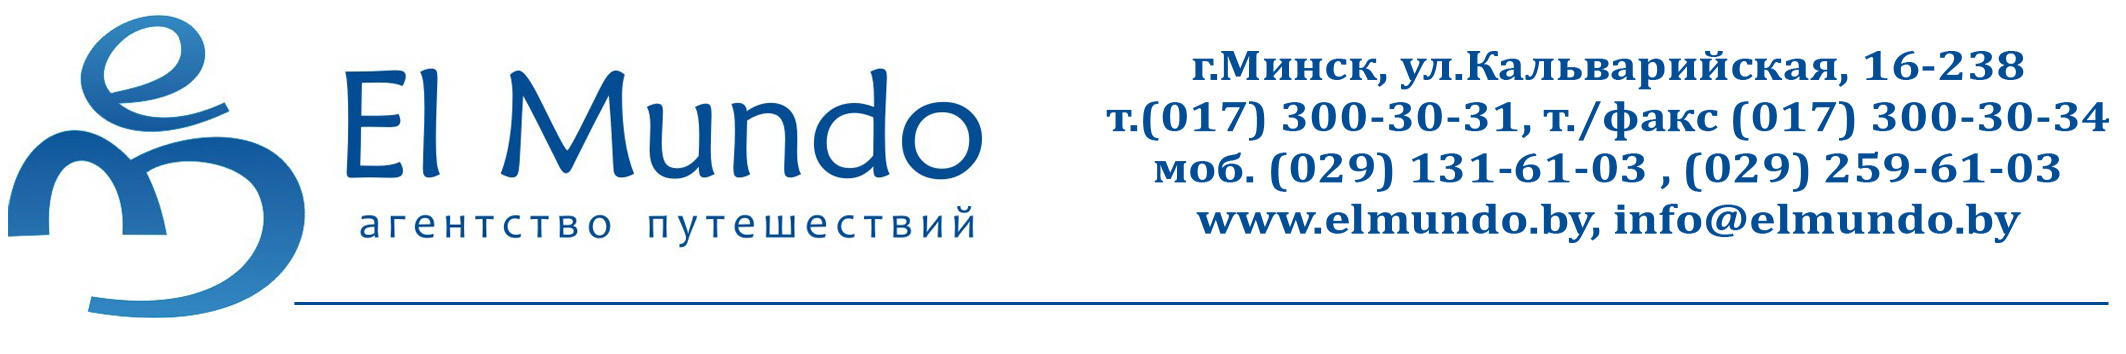 El Mundo
агентство путешествий
г.Минск, ул.Кальварийская, 16-238
т.(017) 300-30-31, т./факс (017) 300-30-34
моб. (029) 131-61-03 , (029) 259-61-03
www.elmundo.by, info@elmundo.by